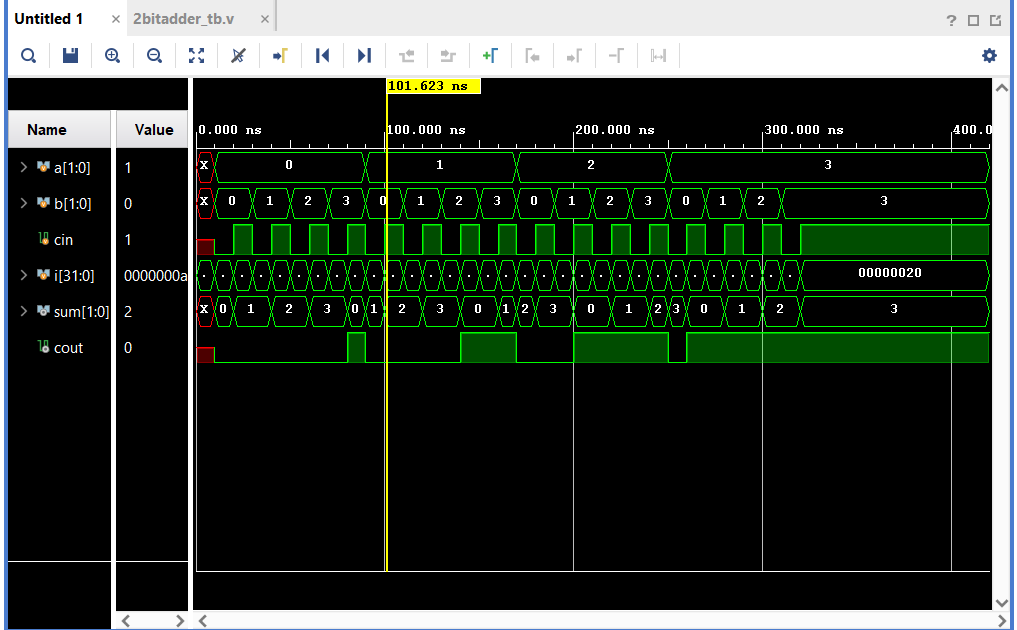 Untitled 1 × 2bitadder_tb.v ×
?
101.623 ns
Name Value
0.000 ns 100.000 ns 200.000 ns 300.000 ns 400.0
a[1:0] 1 X 0 1 2 3
b[1:0] 0 X 0 1 2 3 0 1 2 3 0 1 2 3 0 1 2 3
cin 1
i[31:0] 0000000a 00000020
sum[1:0] 2 X 0 1 2 3 0 1 2 3 0 1 2 3 0 1 2 3 0 1 2 3
cout 0